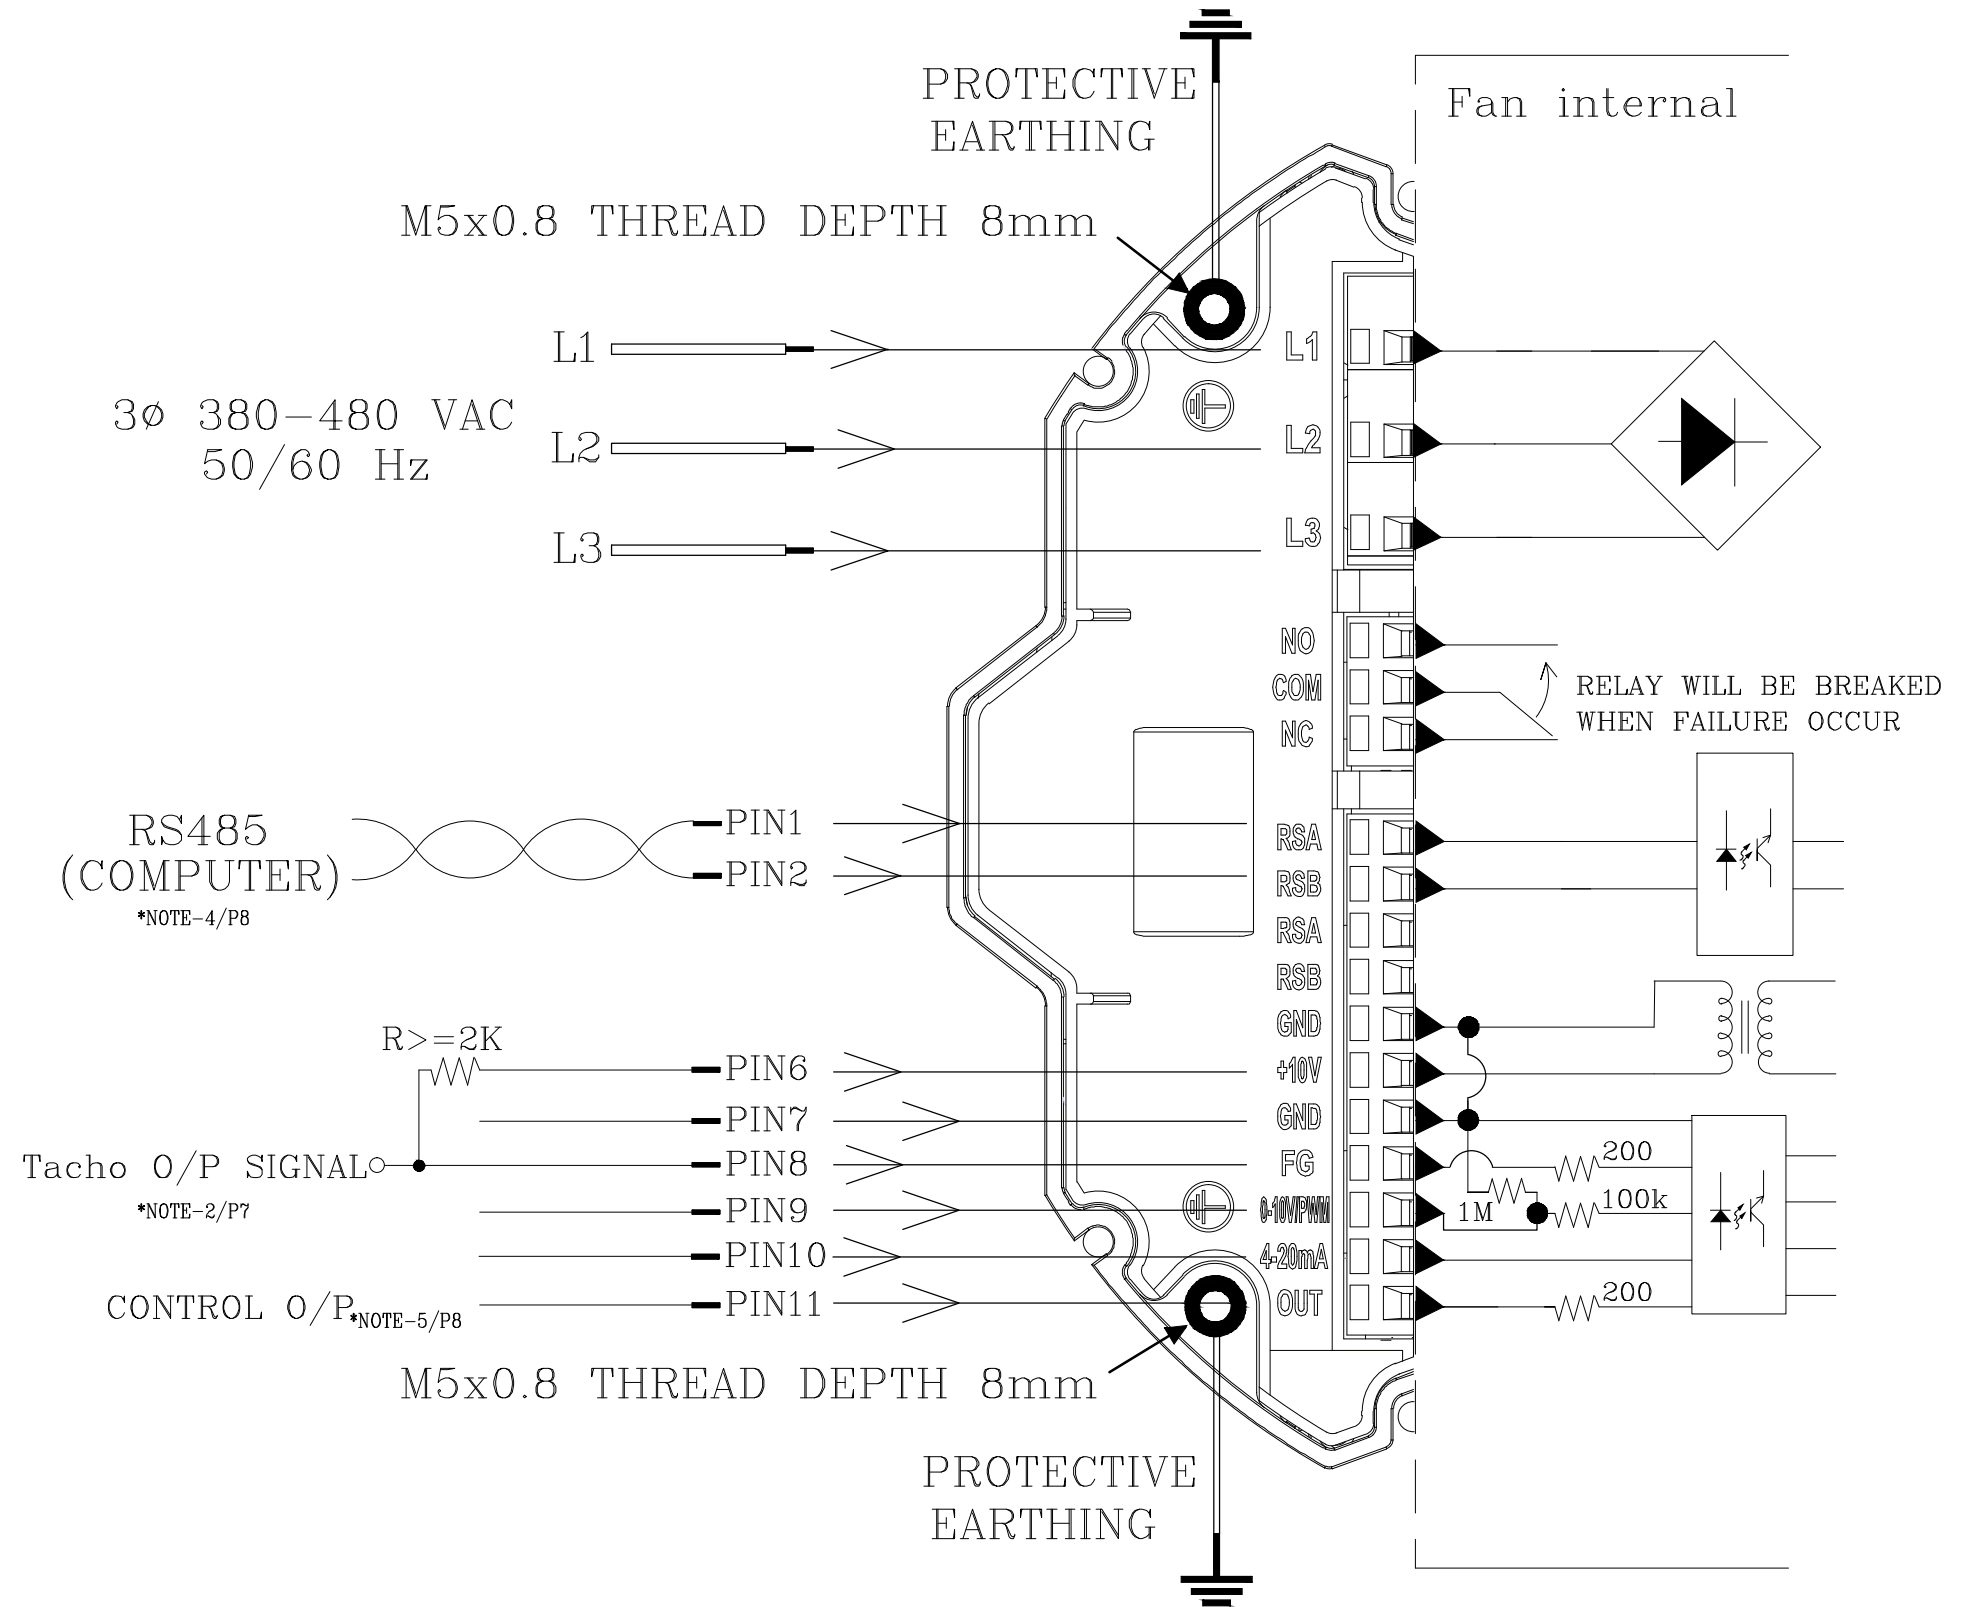 PROTECTIVE
EARTHING
Fan internal
M5x0.8 THREAD DEPTH 8mm
L1
L1
3ø 380-480 VAC
50/60 Hz
L2
L2
L3
L3
NO
COM
NC
RELAY WILL BE BREAKED
WHEN FAILURE OCCUR
RS485
(COMPUTER)
*NOTE-4/P8
PIN1
PIN2
RSA
RSB
RSA
RSB
GND
R>=2K
PIN6
+10V
PIN7
GND
Tacho O/P SIGNAL
*NOTE-2/P7
PIN8
FG
200
PIN9
0-10V/PWM
1M
100k
PIN10
4-20mA
CONTROL O/P
*NOTE-5/P8
PIN11
OUT
200
M5x0.8 THREAD DEPTH 8mm
PROTECTIVE
EARTHING